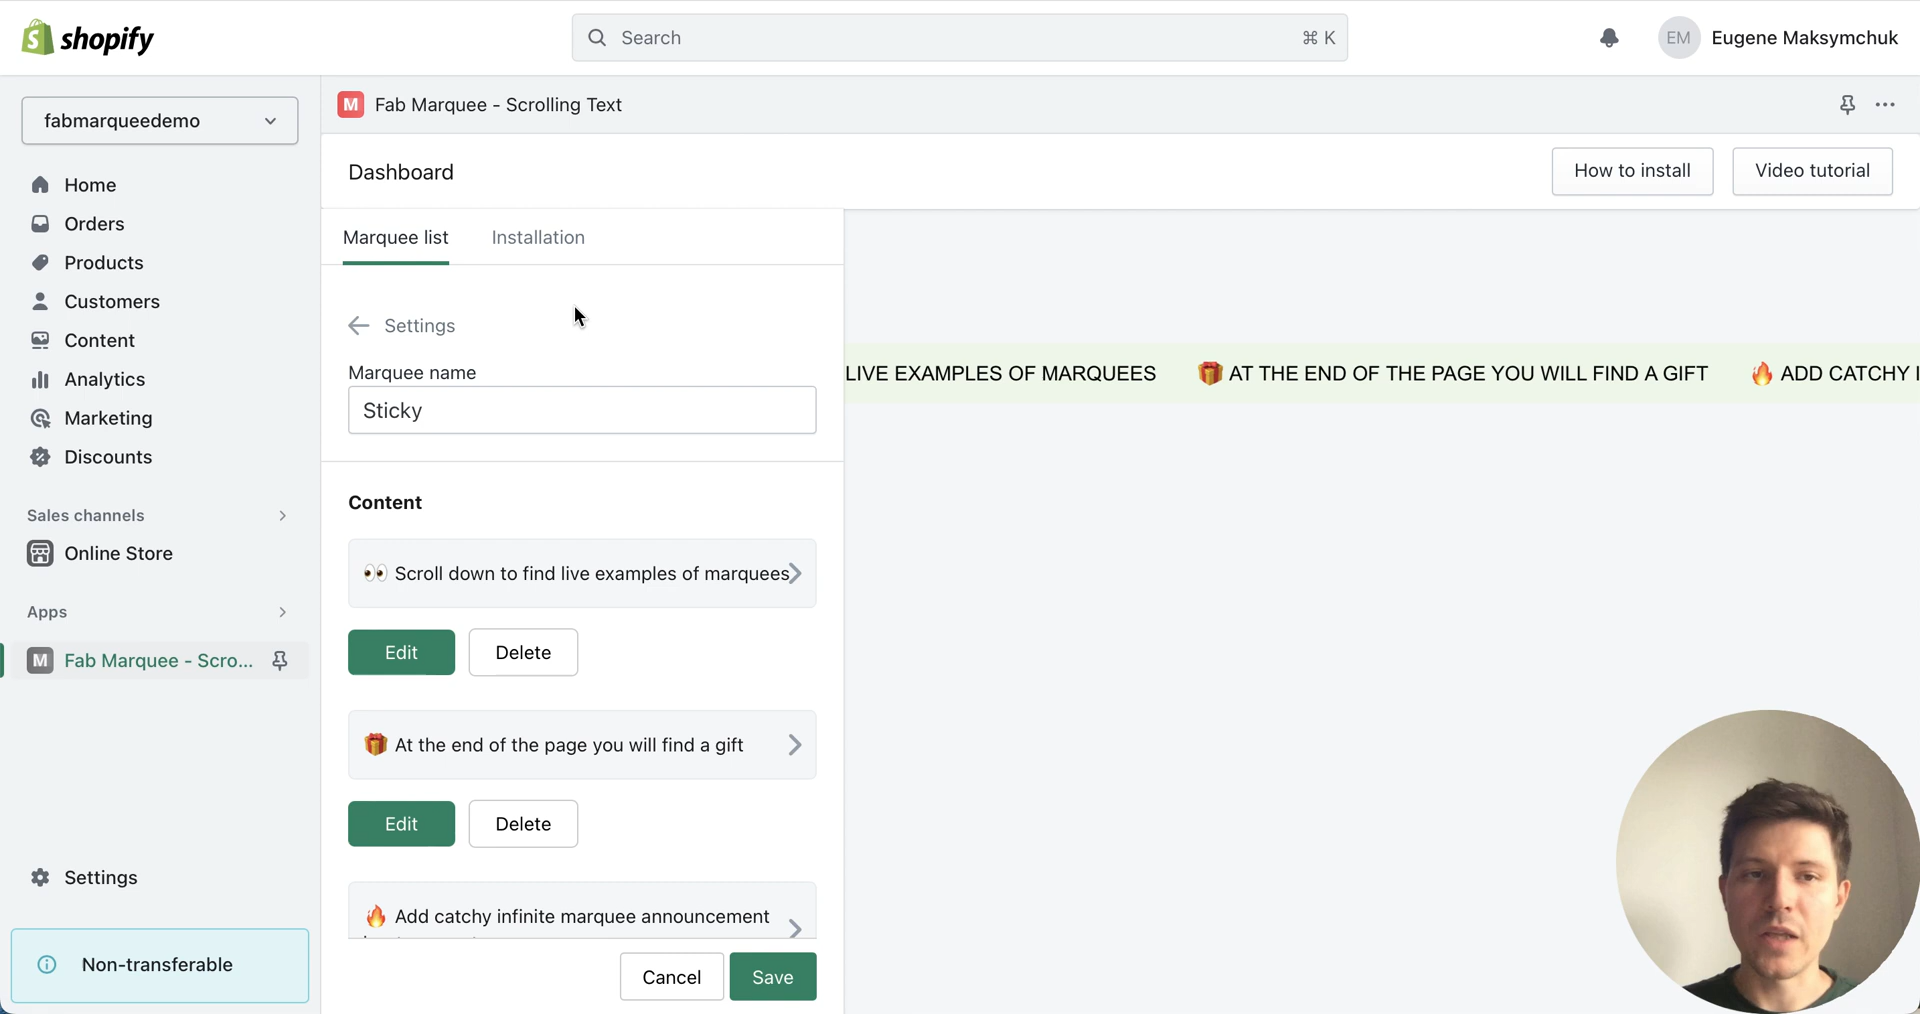 shopify
Search
⌘ K
EM
Eugene Maksymchuk
fabmarqueedemo
M
Fab Marquee - Scrolling Text
Home
Orders
Products
Customers
Content
Analytics
Marketing
Discounts
Sales channels
Online Store
Apps
M
Fab Marquee - Scro...
Settings
Non-transferable
Dashboard
How to install
Video tutorial
Marquee list
Installation
Settings
Marquee name
Sticky
Content
👀 Scroll down to find live examples of marquees
Edit
Delete
🎁 At the end of the page you will find a gift
Edit
Delete
🔥 Add catchy infinite marquee announcement
Cancel
Save
LIVE EXAMPLES OF MARQUEES 🎁 AT THE END OF THE PAGE YOU WILL FIND A GIFT 🔥 ADD CATCHY